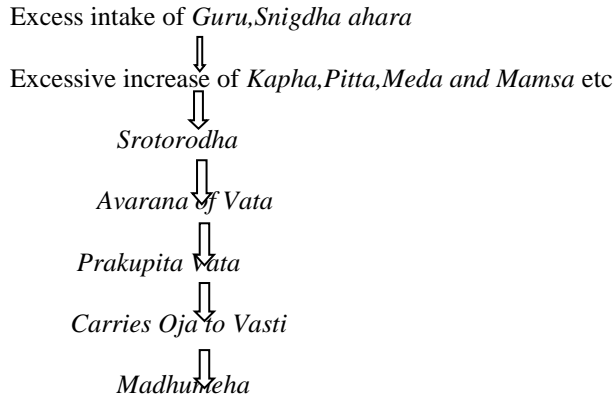 Excess intake of Guru,Snigdha ahara
Excessive increase of Kapha,Pitta,Meda and Mamsa etc
Srotorodha
Avarana of Vata
Prakupita Vata
Carries Oja to Vasti
Madhumeha